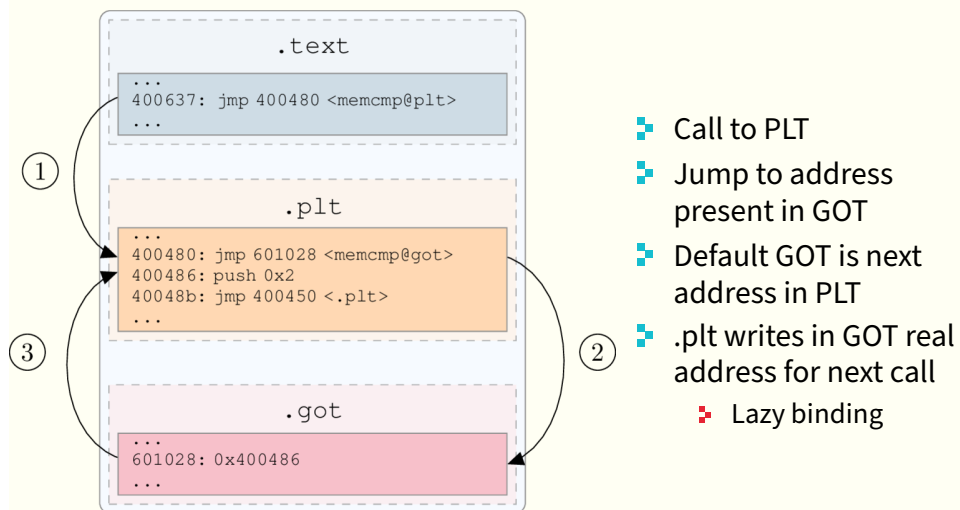 .text
...
400637: jmp 400480 <memcmp@plt>
...
1
.plt
...
400480: jmp 601028 <memcmp@got>
400486: push 0x2
40048b: jmp 400450 <.plt>
...
3
2
.got
...
601028: 0x400486
...
Call to PLT
Jump to address
present in GOT
Default GOT is next
address in PLT
.plt writes in GOT real
address for next call
Lazy binding